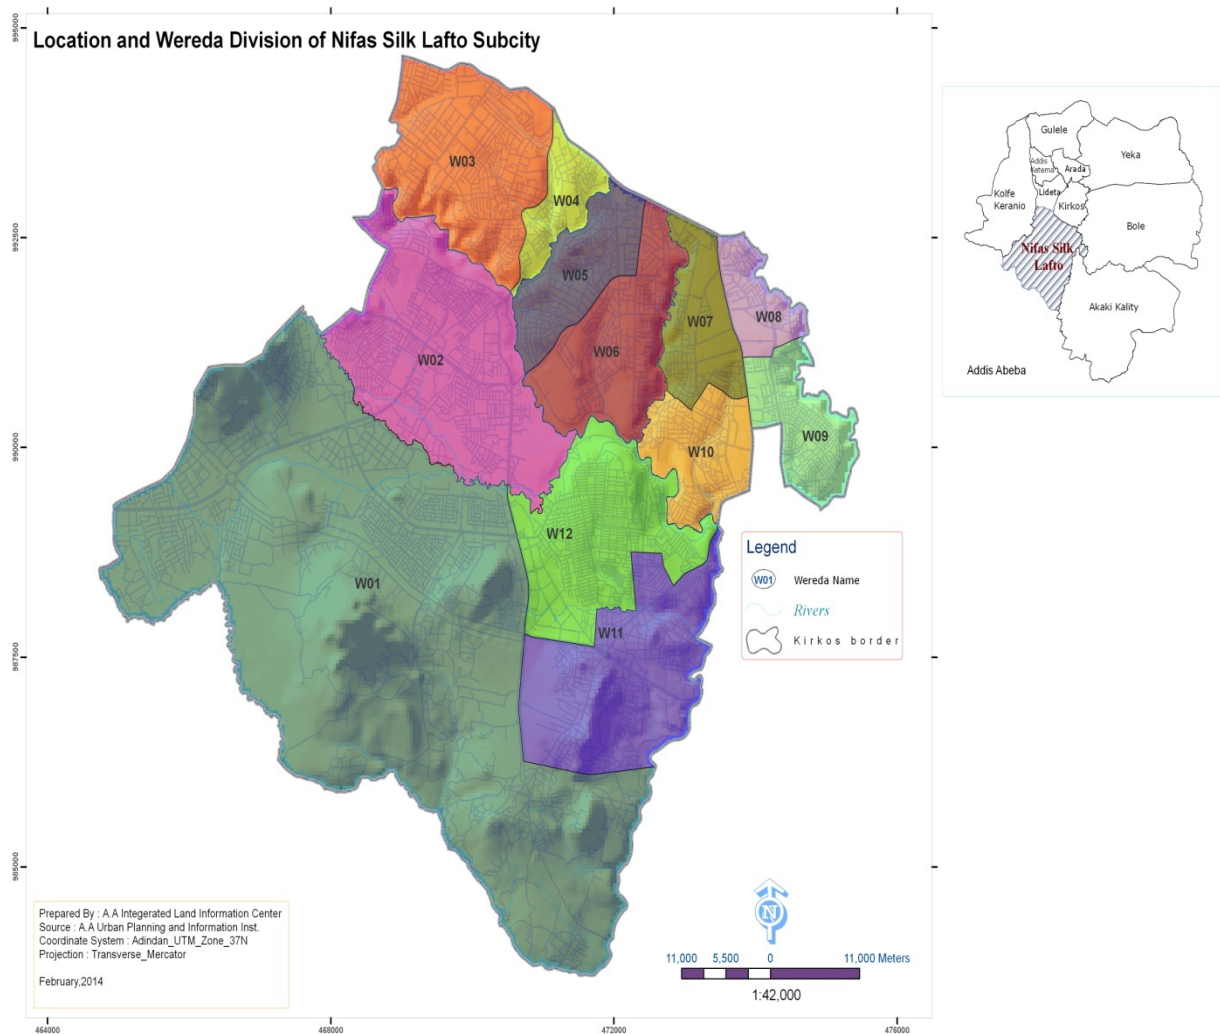 Location and Wereda Division of Nifas Silk Lafto Subcity
995000
992500
990000
987500
985000
W03
W04
W05
W02
W06
W07
W08
W09
W10
W12
W01
W11
Gulele
Addis
Ketema
Arada
Yeka
Kolfe
Keranio
Lideta
Kirkos
Bole
Nifas Silk
Lafto
Akaki Kality
Addis Abeba
Legend
W01 Wereda Name
Rivers
Kirkos border
Prepared By : A.A Integerated Land Information Center
Source : A.A Urban Planning and Information Inst.
Coordinate System : Adindan_UTM_Zone_37N
Projection : Transverse_Mercator
February,2014
N
11,000 5,500 0 11,000 Meters
1:42,000
464000 468000 472000 476000